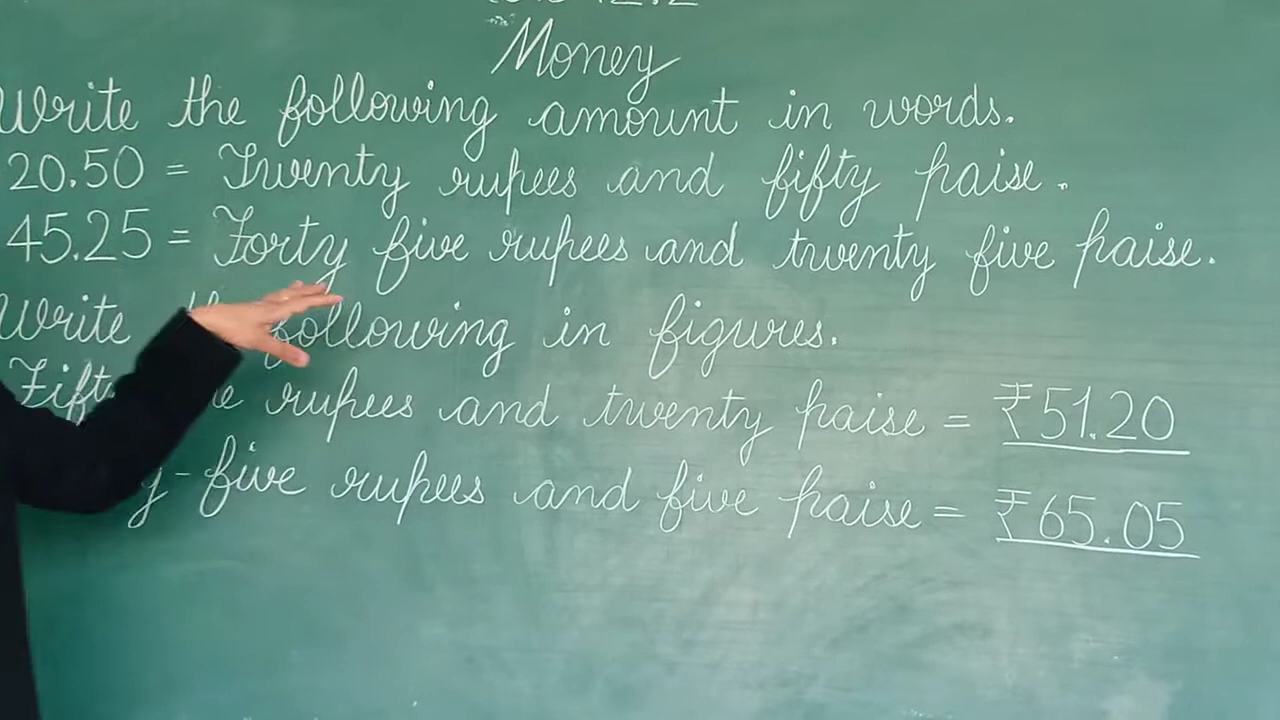 Money
Write the following amount in words.
20.50 = Twenty rupees and fifty paise.
45.25 = Forty five rupees and twenty five paise.
Write following in figures.
rupees and twenty paise = ₹51.20
five rupees and five paise = ₹65.05